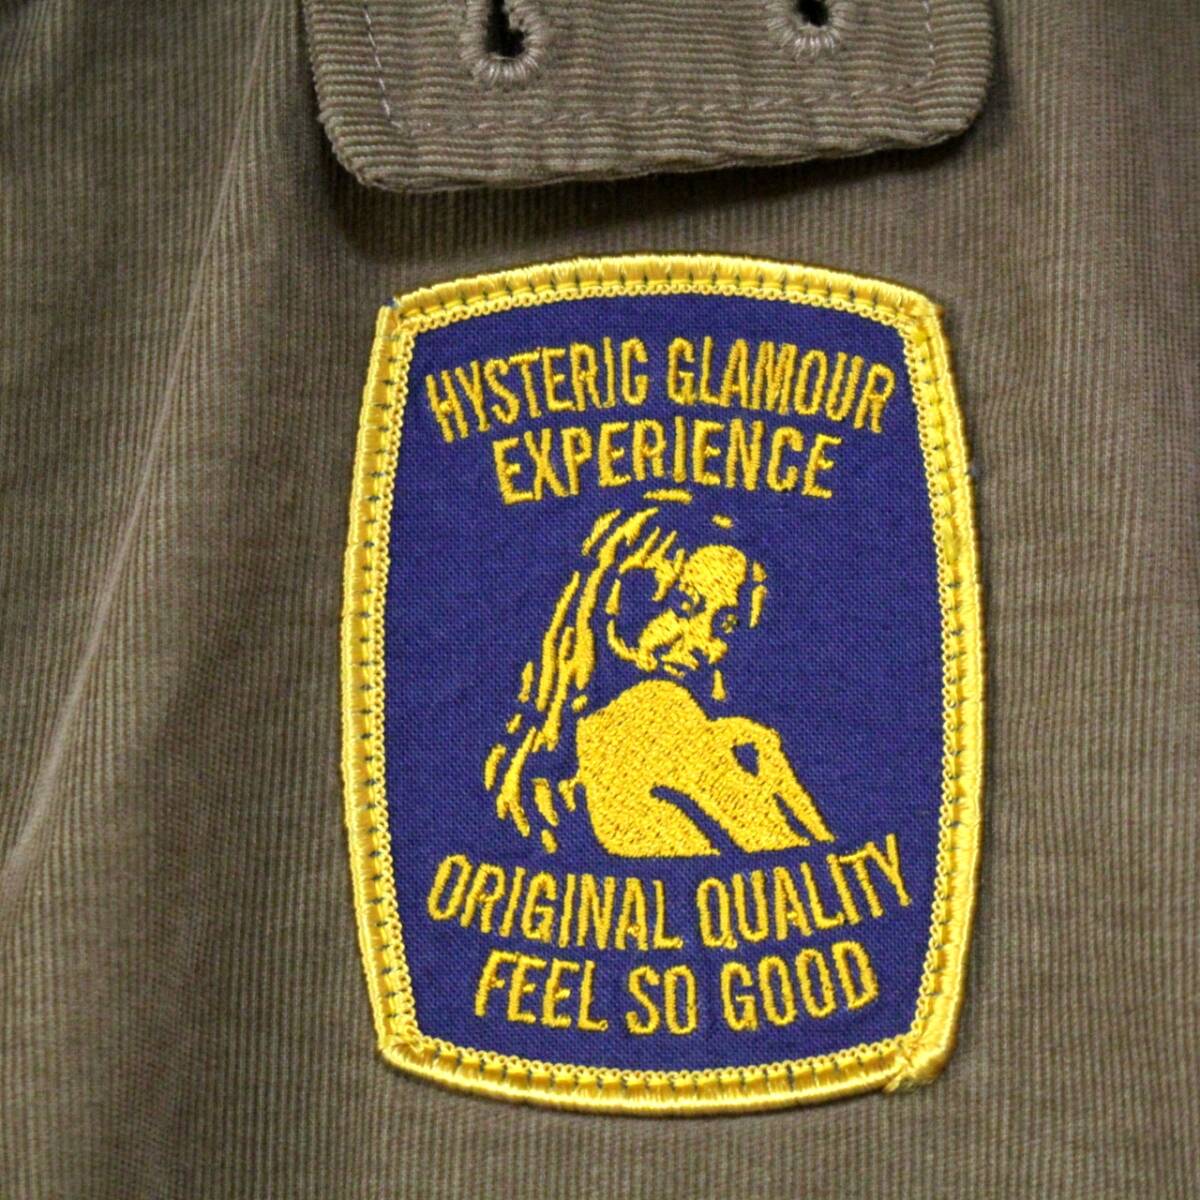 HYSTERIC GLAMOUR
EXPERIENCE
ORIGINAL QUALITY
FEEL SO GOOD